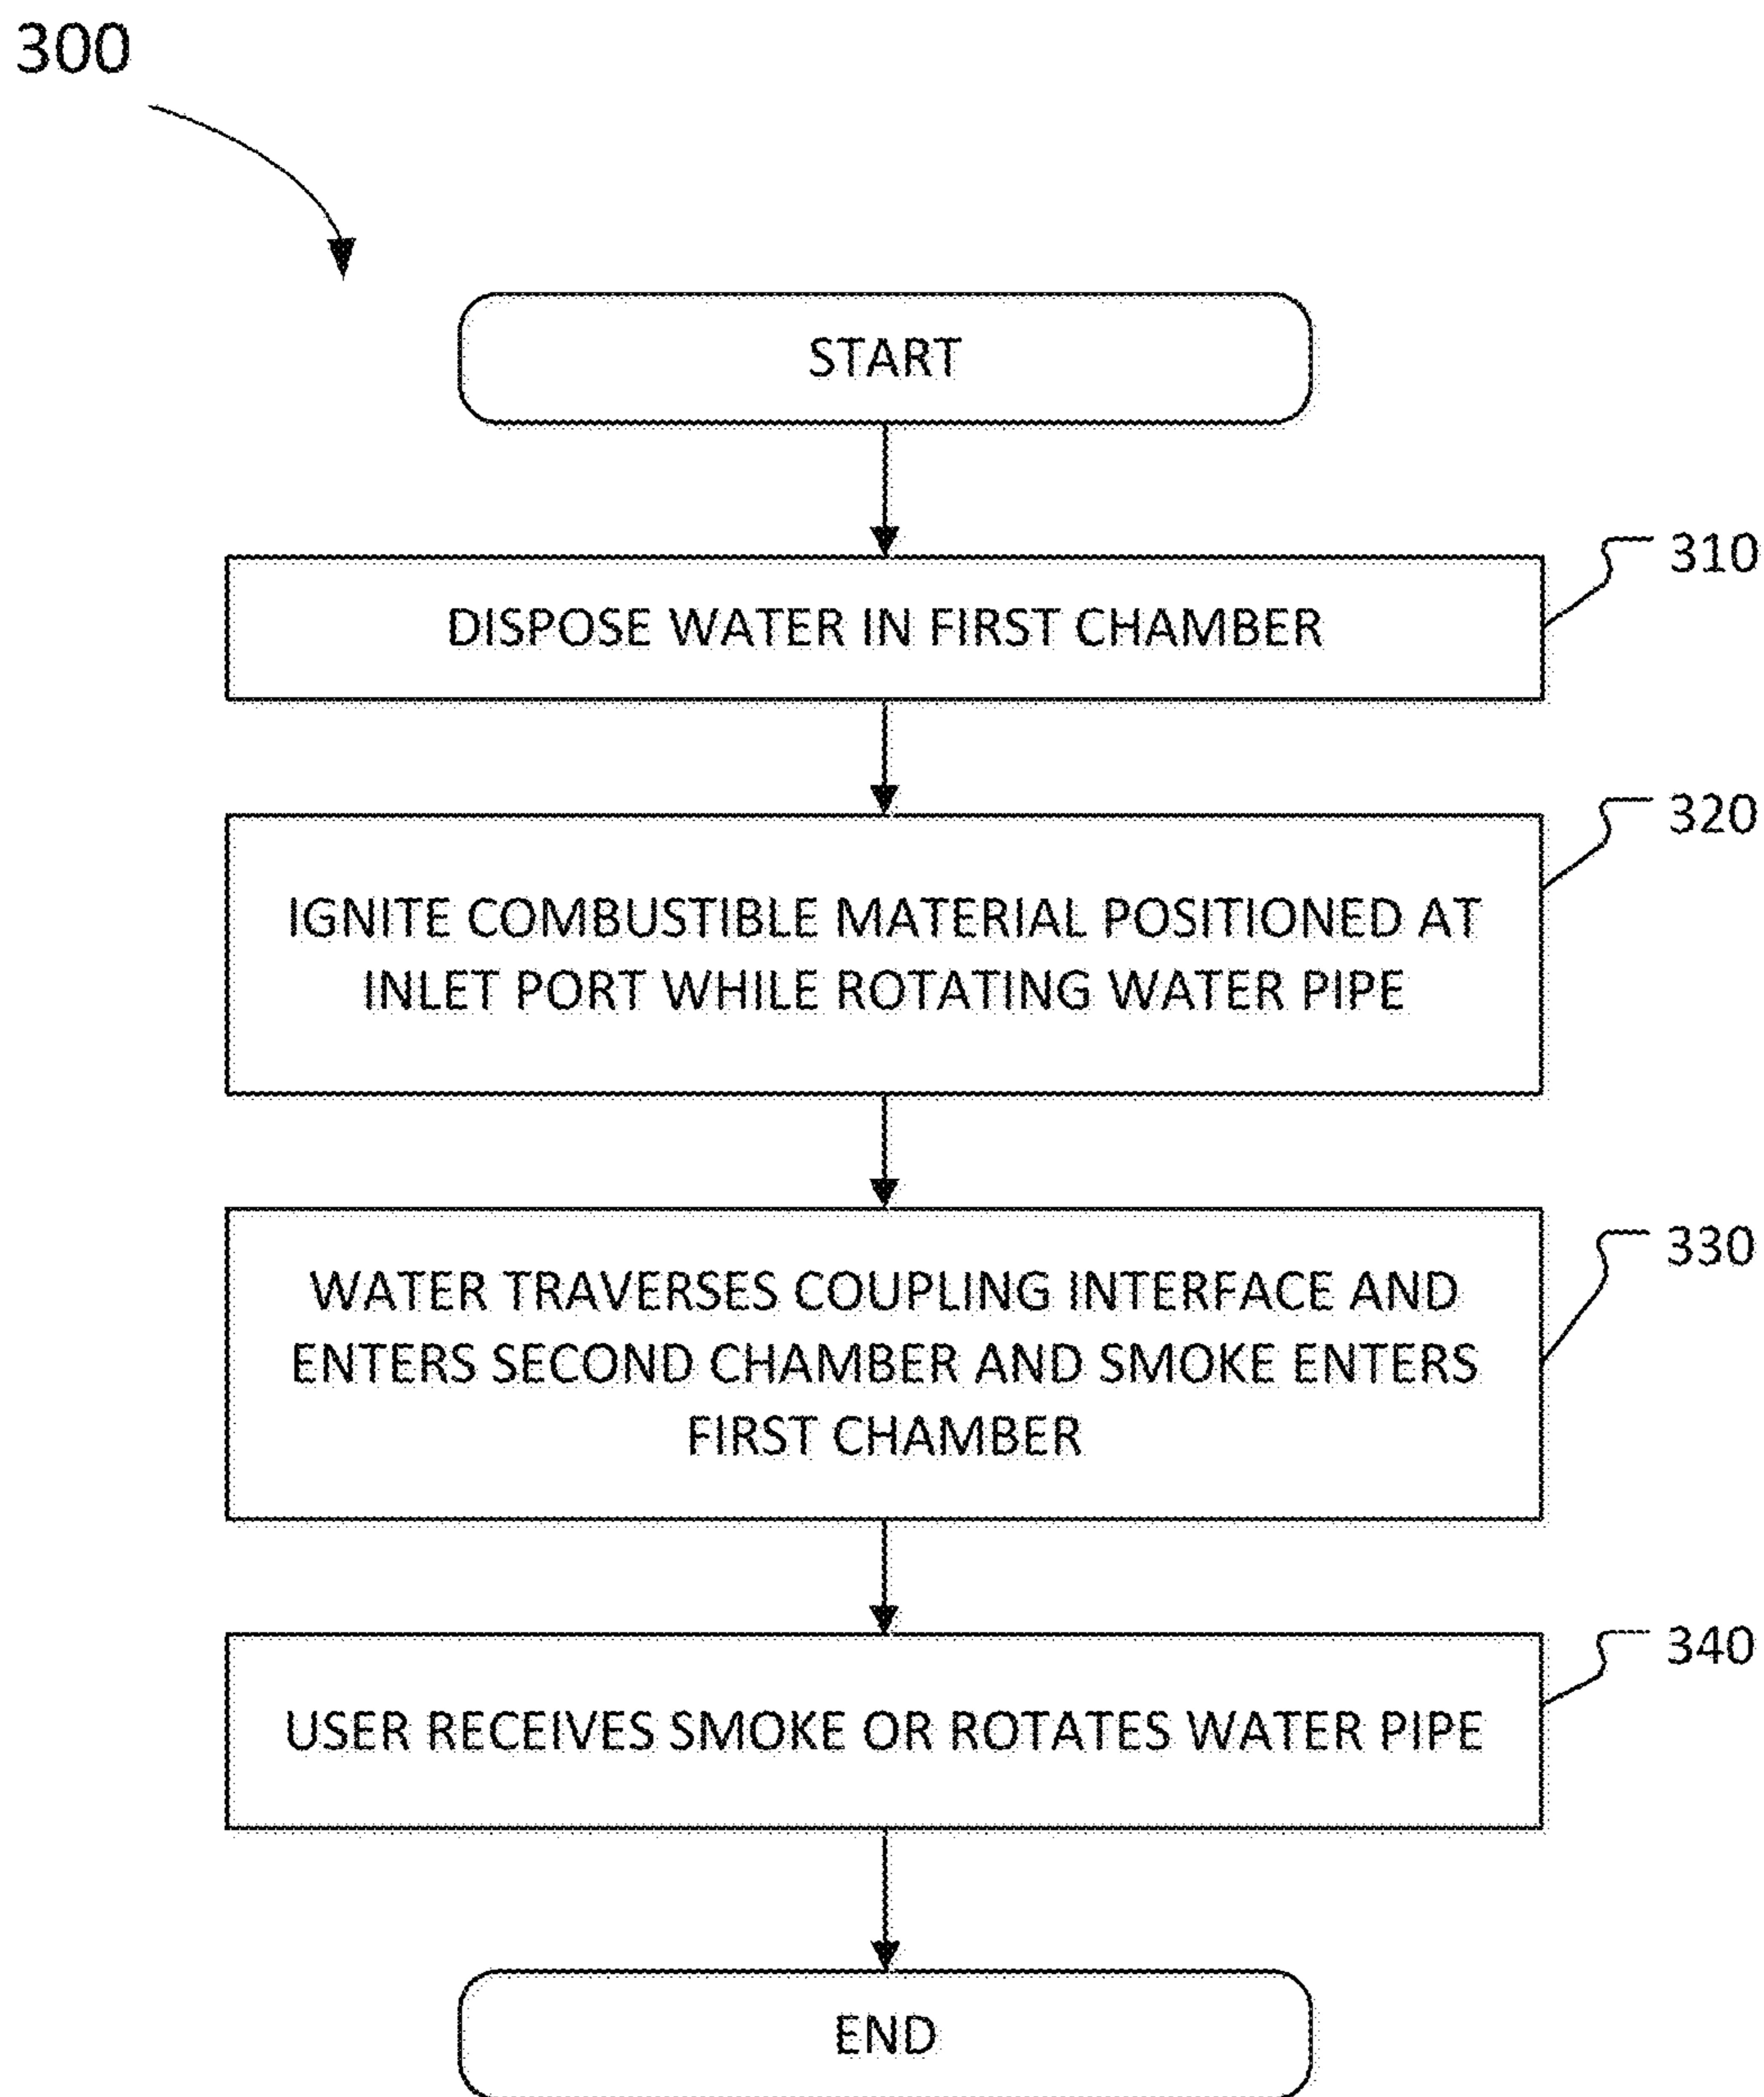 300
START
310
DISPOSE WATER IN FIRST CHAMBER
320
IGNITE COMBUSTIBLE MATERIAL POSITIONED AT
INLET PORT WHILE ROTATING WATER PIPE
330
WATER TRAVERSES COUPLING INTERFACE AND
ENTERS SECOND CHAMBER AND SMOKE ENTERS
FIRST CHAMBER
340
USER RECEIVES SMOKE OR ROTATES WATER PIPE
END